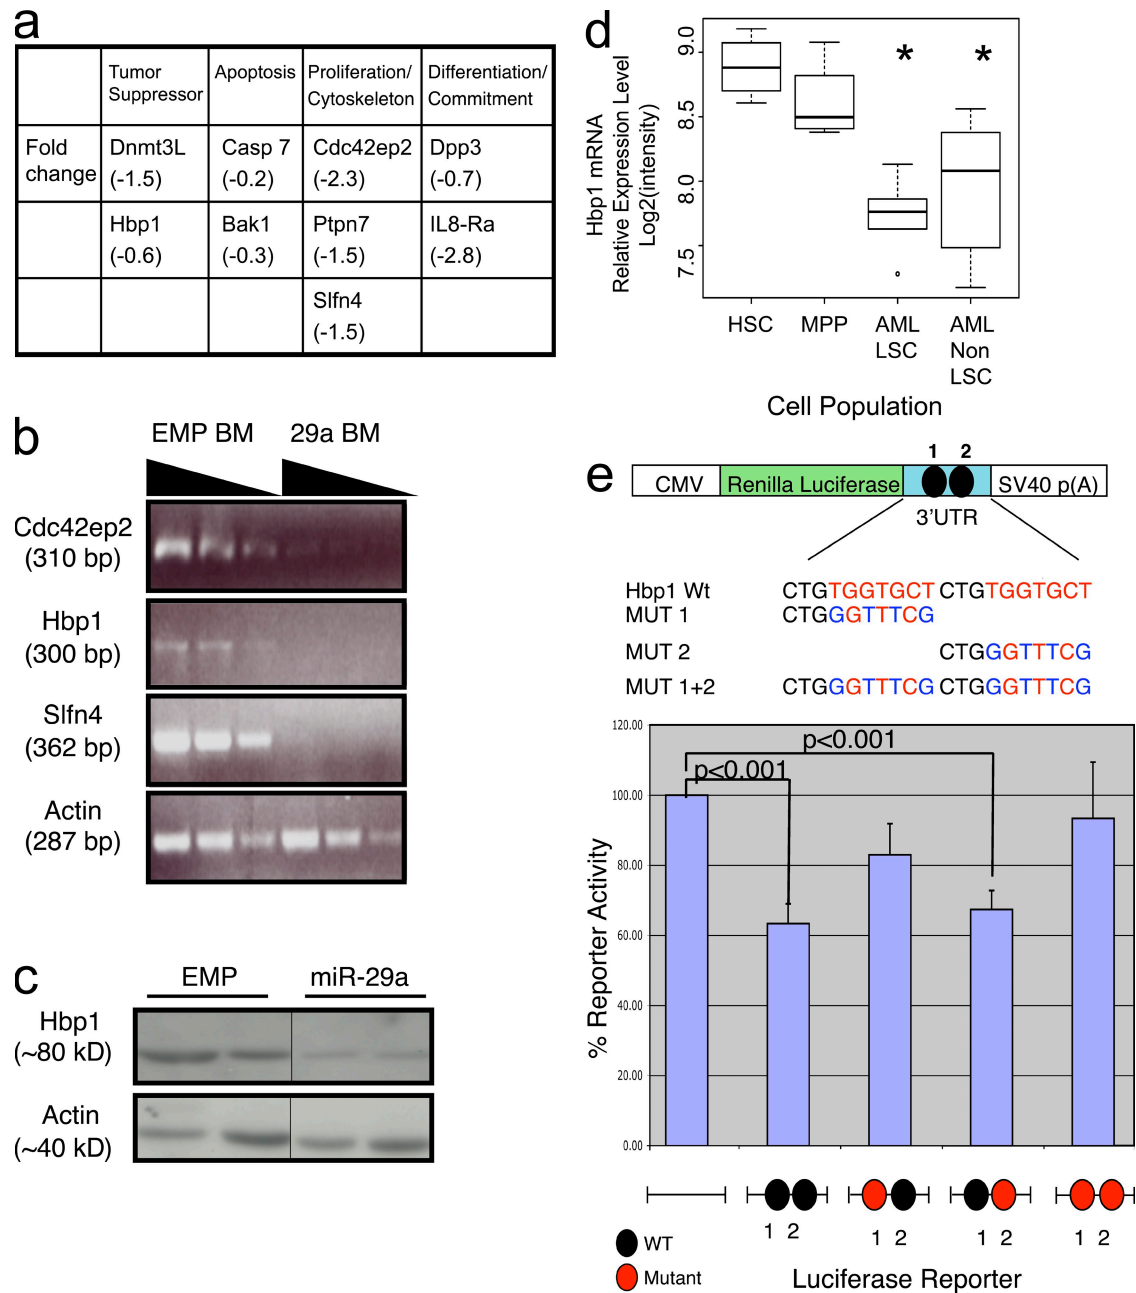 a
Tumor Suppressor
Apoptosis
Proliferation/ Cytoskeleton
Differentiation/ Commitment
Fold change
Dnmt3L (-1.5)
Casp 7 (-0.2)
Cdc42ep2 (-2.3)
Dpp3 (-0.7)
Hbp1 (-0.6)
Bak1 (-0.3)
Ptpn7 (-1.5)
IL8-Ra (-2.8)
Slfn4 (-1.5)
b
EMP BM 29a BM
Cdc42ep2
(310 bp)
Hbp1
(300 bp)
Slfn4
(362 bp)
Actin
(287 bp)
c
EMP miR-29a
Hbp1
(~80 kD)
Actin
(~40 kD)
d
Hbp1 mRNA
Relative Expression Level
Log2(intensity)
9.0
8.5
8.0
7.5
* *
HSC
MPP
AML LSC
AML Non LSC
Cell Population
e
1 2
CMV Renilla Luciferase SV40 p(A)
3'UTR
Hbp1 Wt CTGTGGTGCT CTGTGGTGCT
MUT 1 CTGGGTTTCG
MUT 2 CTGGGTTTCG
MUT 1+2 CTGGGTTTCG CTGGGTTTCG
% Reporter Activity
120.00
100.00
80.00
60.00
40.00
20.00
0.00
p<0.001
p<0.001
1 2
1 2
1 2
1 2
WT
Mutant
Luciferase Reporter